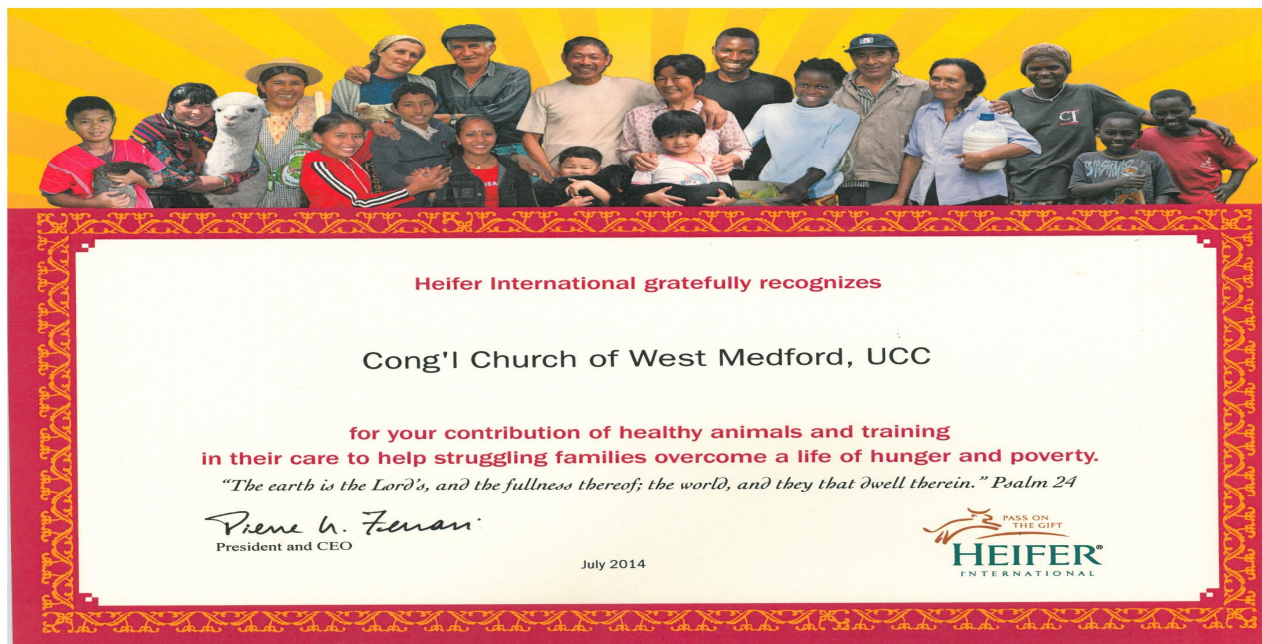 Heifer International gratefully recognizes
Cong'l Church of West Medford, UCC
for your contribution of healthy animals and training
in their care to help struggling families overcome a life of hunger and poverty.
"The earth is the Lord's, and the fullness thereof; the world, and they that dwell therein." Psalm 24
President and CEO
July 2014
PASS ON
THE GIFT
HEIFER®
INTERNATIONAL